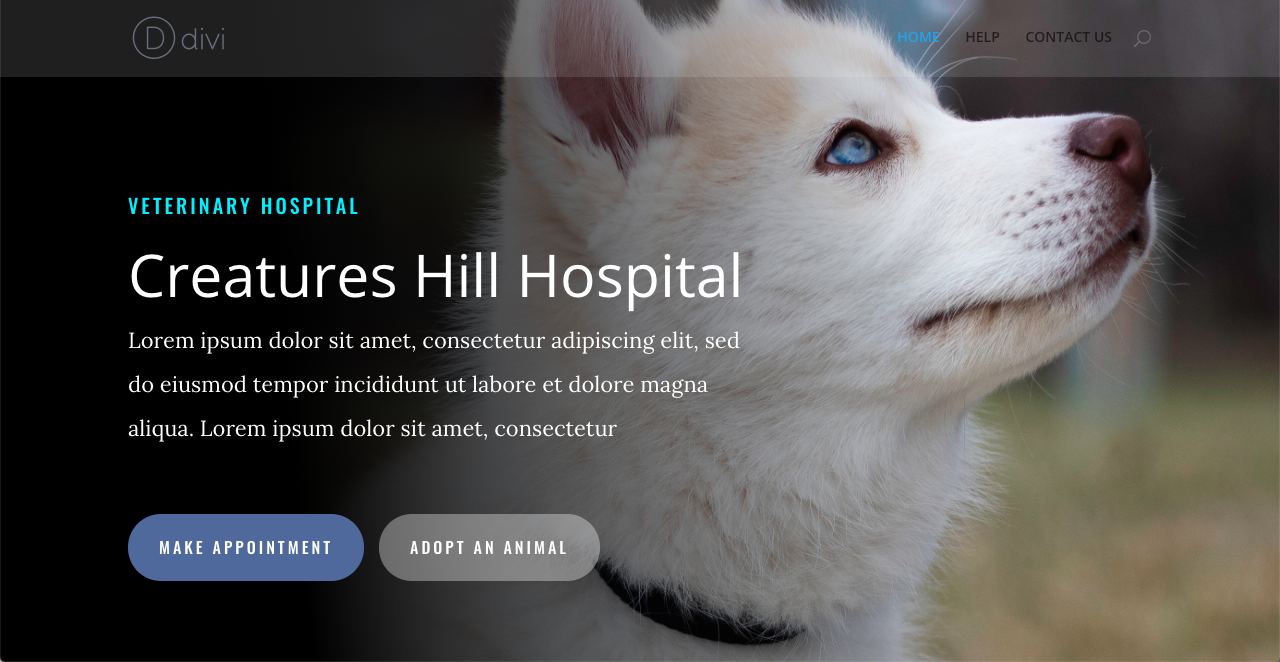 D divi
HOME HELP CONTACT US
VETERINARY HOSPITAL
Creatures Hill Hospital
Lorem ipsum dolor sit amet, consectetur adipiscing elit, sed
do eiusmod tempor incididunt ut labore et dolore magna
aliqua. Lorem ipsum dolor sit amet, consectetur
MAKE APPOINTMENT
ADOPT AN ANIMAL